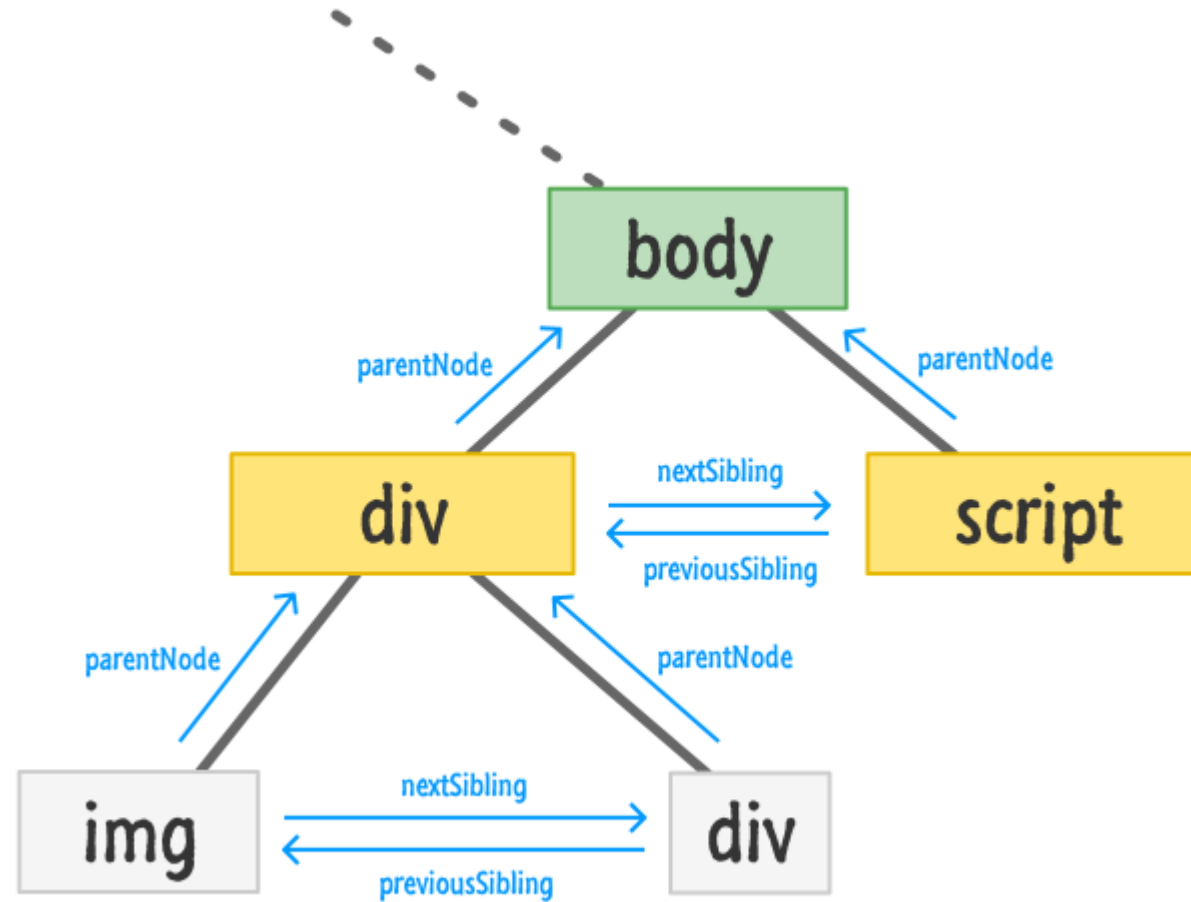 body
parentNode
parentNode
nextSibling
div
script
previousSibling
parentNode
parentNode
nextSibling
img
div
previousSibling